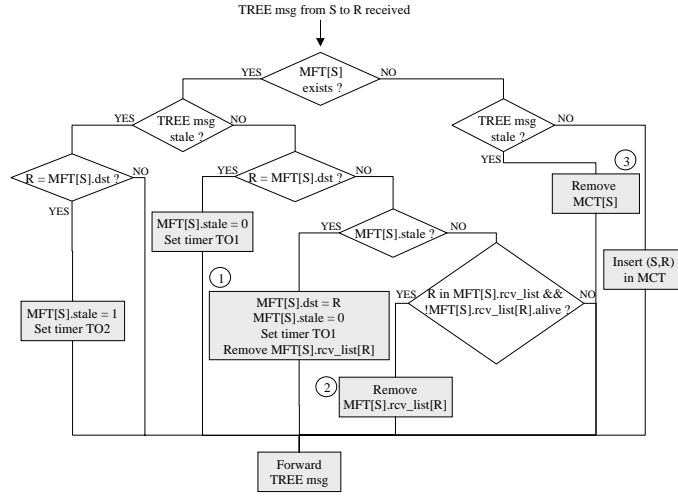 TREE msg from S to R received
MFT[S]
exists ?
YES
NO
TREE msg
stale ?
YES
NO
TREE msg
stale ?
YES
NO
R = MFT[S].dst ?
YES
NO
R = MFT[S].dst ?
YES
NO
3
Remove
MCT[S]
MFT[S].stale = 0
Set timer TO1
MFT[S].stale ?
YES
NO
Insert (S,R)
in MCT
1
MFT[S].stale = 1
Set timer TO2
MFT[S].dst = R
MFT[S].stale = 0
Set timer TO1
Remove MFT[S].rcv_list[R]
R in MFT[S].rcv_list &&
!MFT[S].rcv_list[R].alive ?
YES
NO
2
Remove
MFT[S].rcv_list[R]
Forward
TREE msg